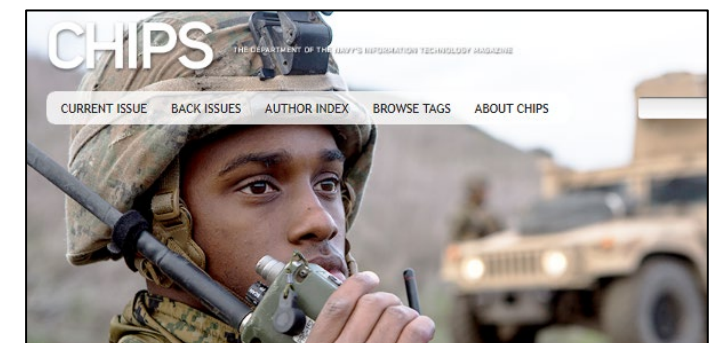 CHIPS THE DEPARTMENT OF THE NAVY'S INFORMATION TECHNOLOGY MAGAZINE
CURRENT ISSUE BACK ISSUES AUTHOR INDEX BROWSE TAGS ABOUT CHIPS